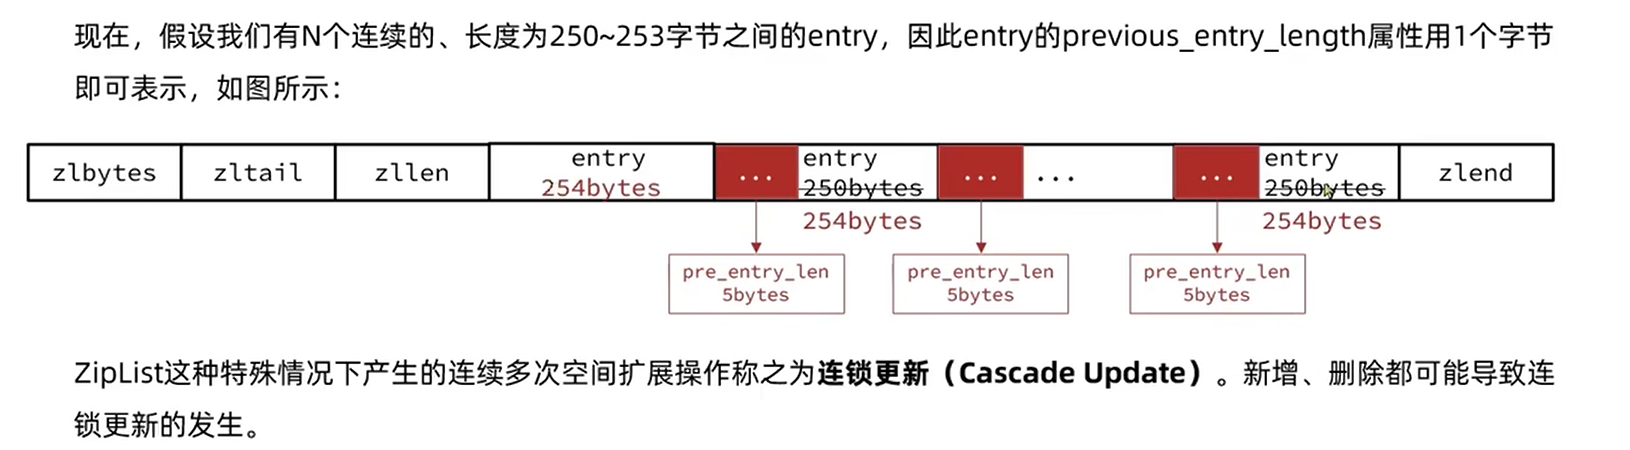 现在，假设我们有N个连续的、长度为250~253字节之间的entry，因此entry的previous_entry_length属性用1个字节
即可表示，如图所示：
zlbytes zltail zllen entry 254bytes ... entry 250bytes ... ... ... entry 250bytes zlend
254bytes 254bytes
pre_entry_len 5bytes pre_entry_len 5bytes pre_entry_len 5bytes
ZipList这种特殊情况下产生的连续多次空间扩展操作称之为连锁更新（Cascade Update）。新增、删除都可能导致连
锁更新的发生。